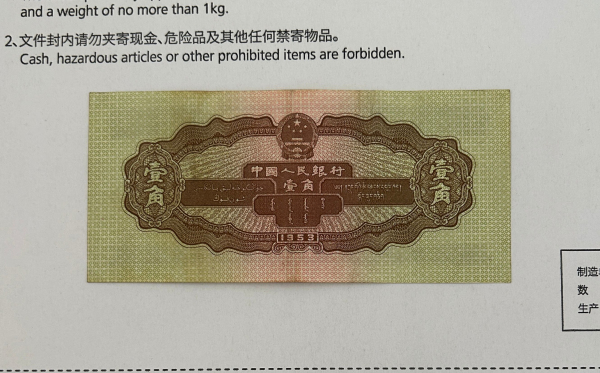 and a weight of no more than 1kg.
2、文件封内请勿夹寄现金、危险品及其他任何禁寄物品。
Cash, hazardous articles or other prohibited items are forbidden.
中國人民銀行
壹角
壹角
壹角
1953
制造
数
生产